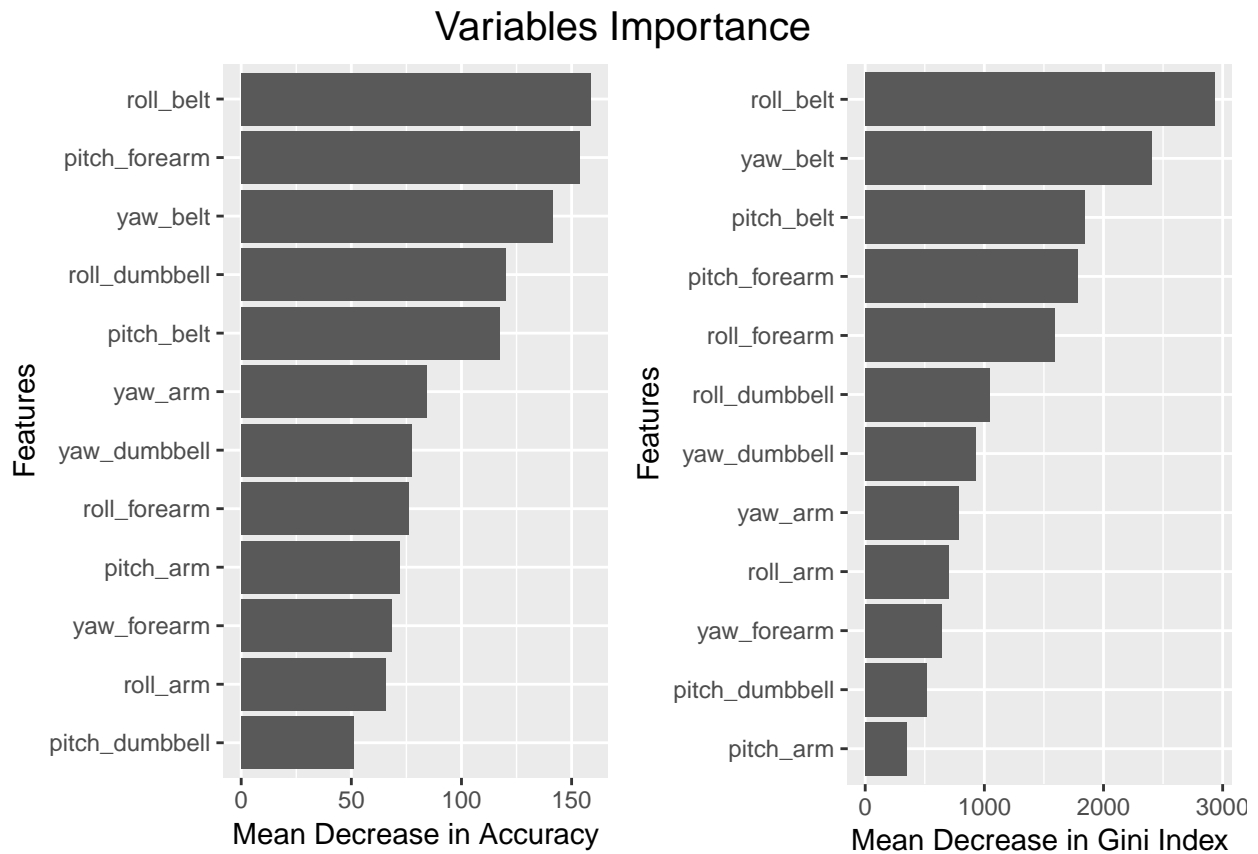 Variables Importance
Features
roll_belt
pitch_forearm
yaw_belt
roll_dumbbell
pitch_belt
yaw_arm
yaw_dumbbell
roll_forearm
pitch_arm
yaw_forearm
roll_arm
pitch_dumbbell
0 50 100 150
Mean Decrease in Accuracy
Features
roll_belt
yaw_belt
pitch_belt
pitch_forearm
roll_forearm
roll_dumbbell
yaw_dumbbell
yaw_arm
roll_arm
yaw_forearm
pitch_dumbbell
pitch_arm
0 1000 2000 3000
Mean Decrease in Gini Index